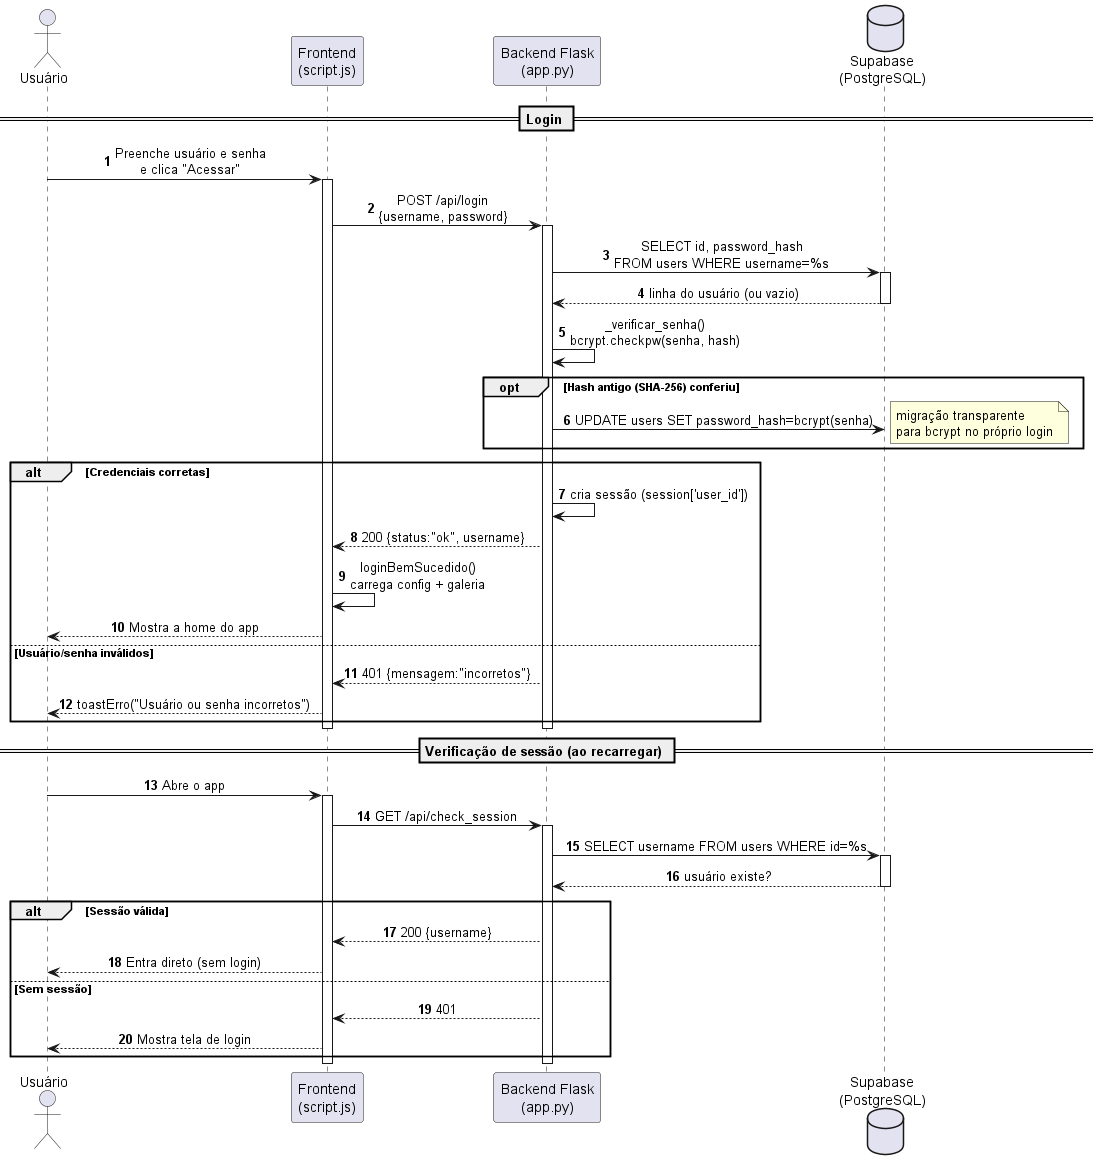 Usuário
Frontend
(script.js)
Backend Flask
(app.py)
Supabase
(PostgreSQL)
Login
1 Preenche usuário e senha
e clica "Acessar"
2 POST /api/login
{username, password}
3 SELECT id, password_hash
FROM users WHERE username=%s
4 linha do usuário (ou vazio)
5 _verificar_senha()
bcrypt.checkpw(senha, hash)
opt [Hash antigo (SHA-256) conferiu]
6 UPDATE users SET password_hash=bcrypt(senha)
migração transparente
para bcrypt no próprio login
alt [Credenciais corretas]
7 cria sessão (session['user_id'])
8 200 {status:"ok", username}
9 loginBemSucedido()
carrega config + galeria
10 Mostra a home do app
[Usuário/senha inválidos]
11 401 {mensagem:"incorretos"}
12 toastErro("Usuário ou senha incorretos")
Verificação de sessão (ao recarregar)
13 Abre o app
14 GET /api/check_session
15 SELECT username FROM users WHERE id=%s
16 usuário existe?
alt [Sessão válida]
17 200 {username}
18 Entra direto (sem login)
[Sem sessão]
19 401
20 Mostra tela de login
Usuário
Frontend
(script.js)
Backend Flask
(app.py)
Supabase
(PostgreSQL)